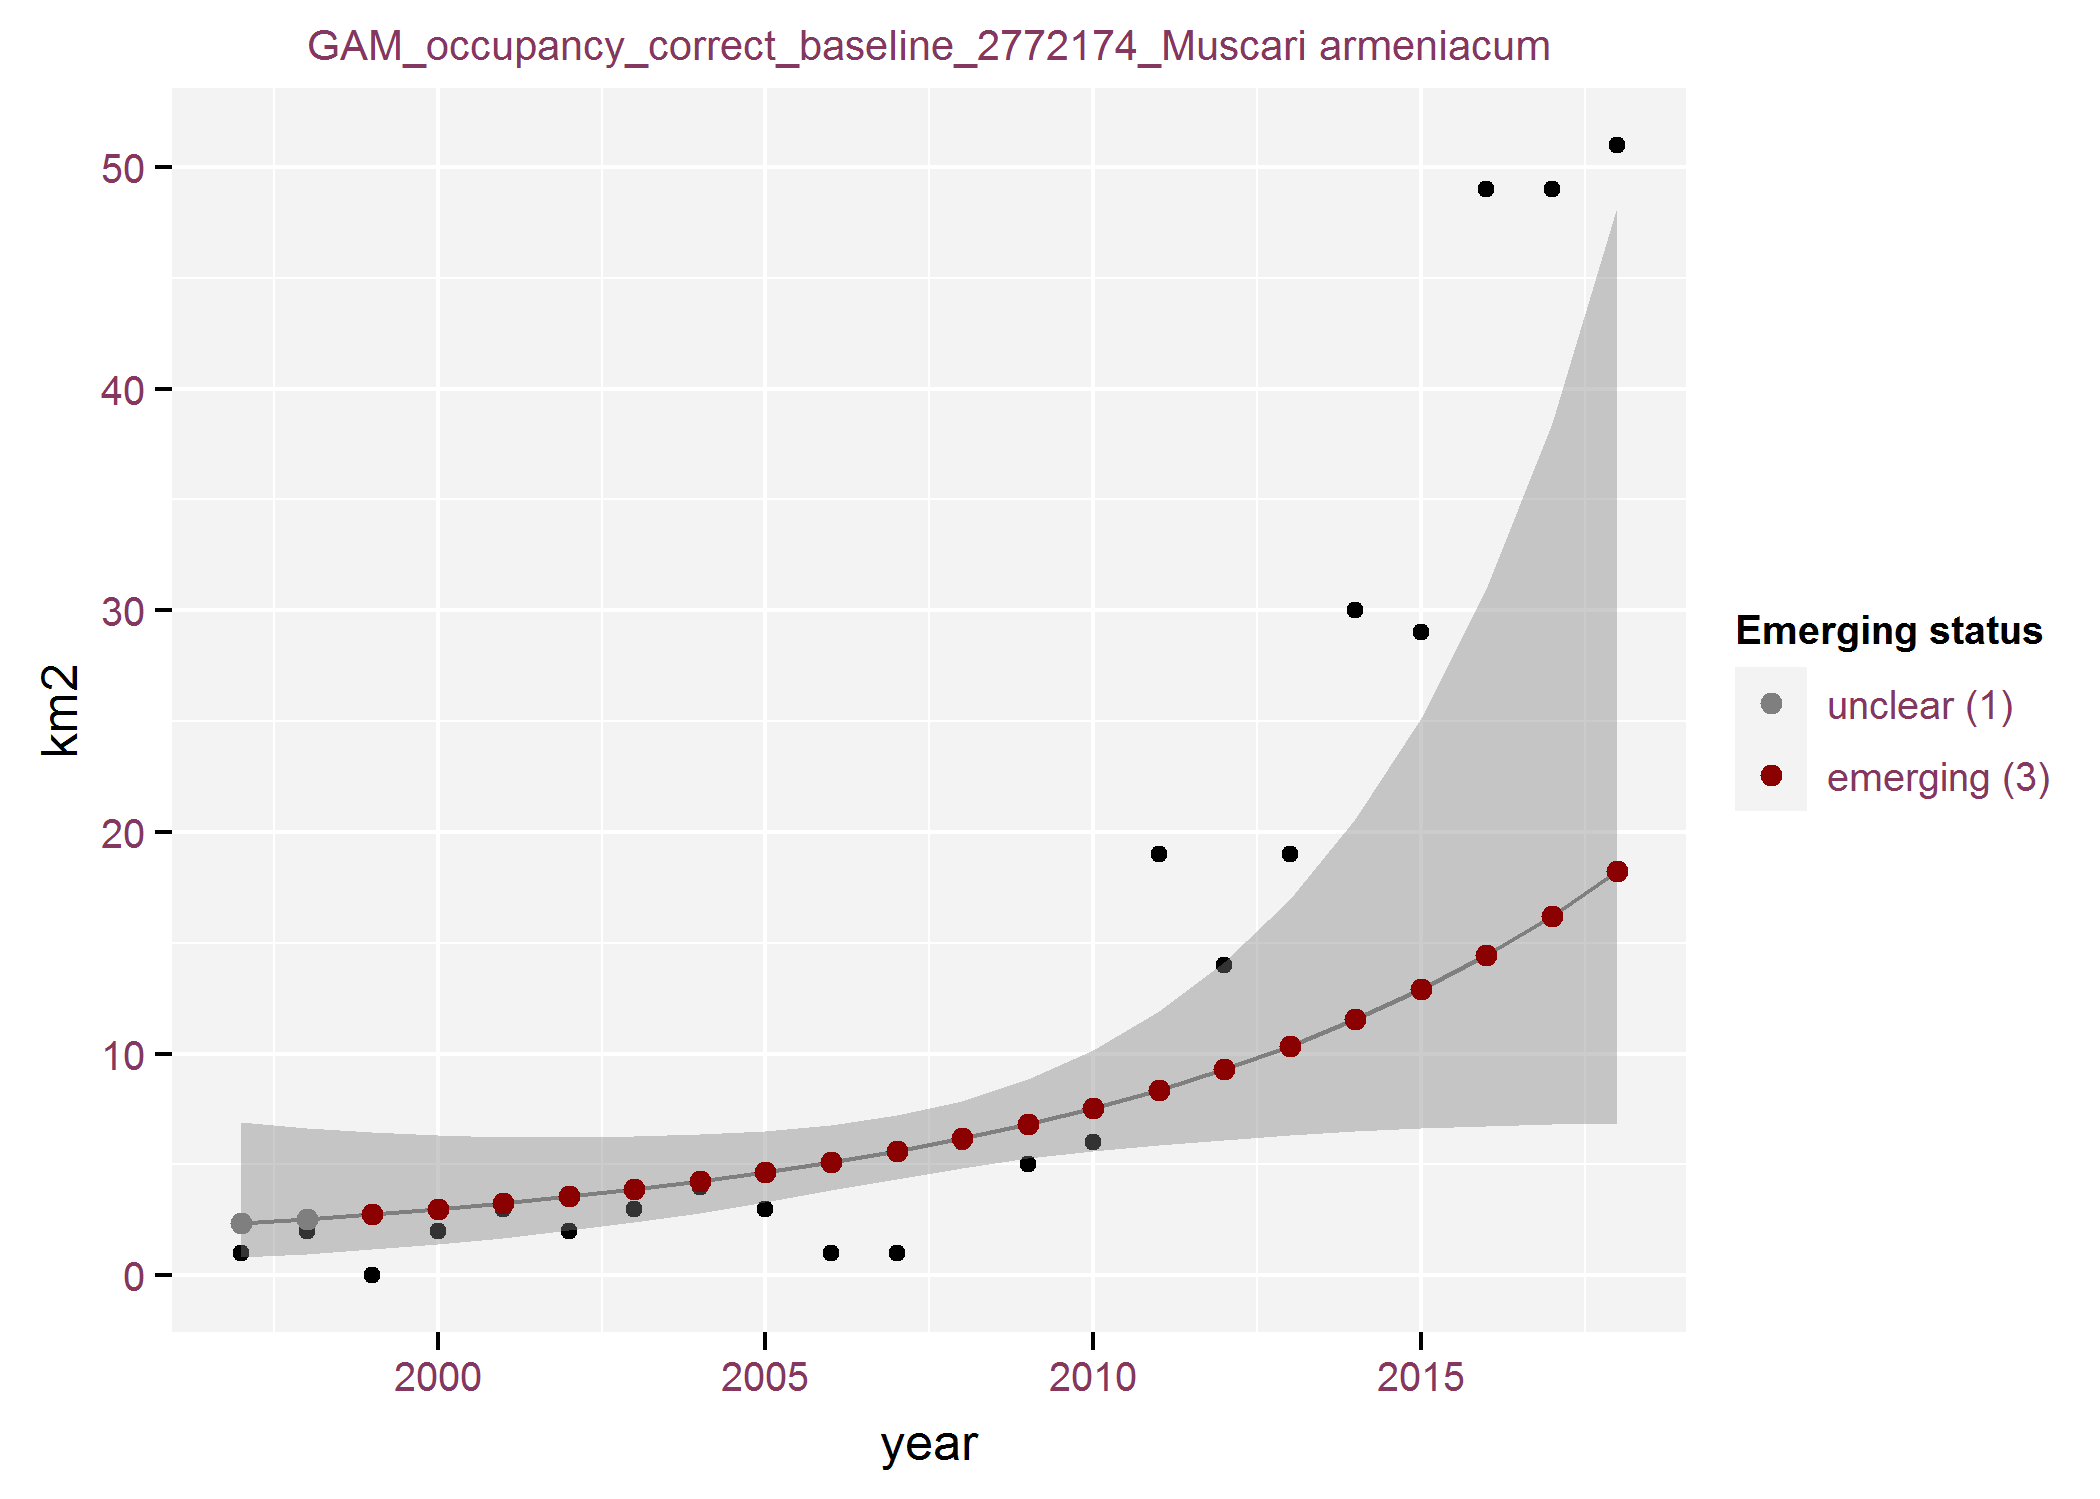 GAM_occupancy_correct_baseline_2772174_Muscari armeniacum
50
40
30
20
10
0
km2
2000 2005 2010 2015
year
Emerging status
unclear (1)
emerging (3)